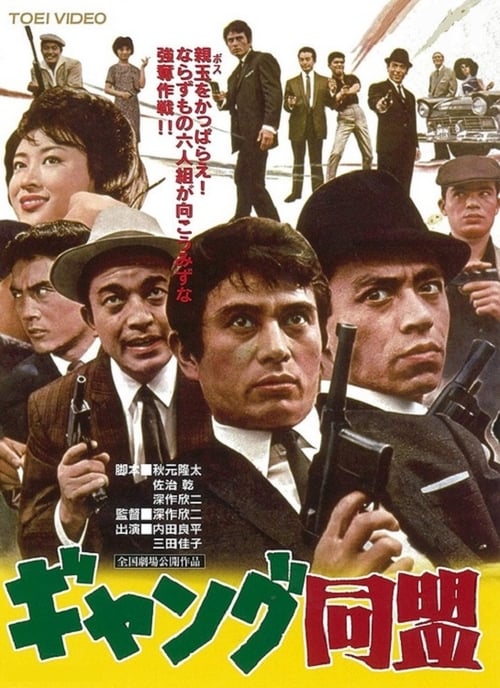 TOEI VIDEO
親玉をかっぱらえ!
ボス
ならずもの六人組が向こうみずな
強奪作戦!!
脚本■秋元隆太
佐治 乾
深作欣二
監督■深作欣二
出演■内田良平
三田佳子
全国劇場公開作品
ギャング同盟